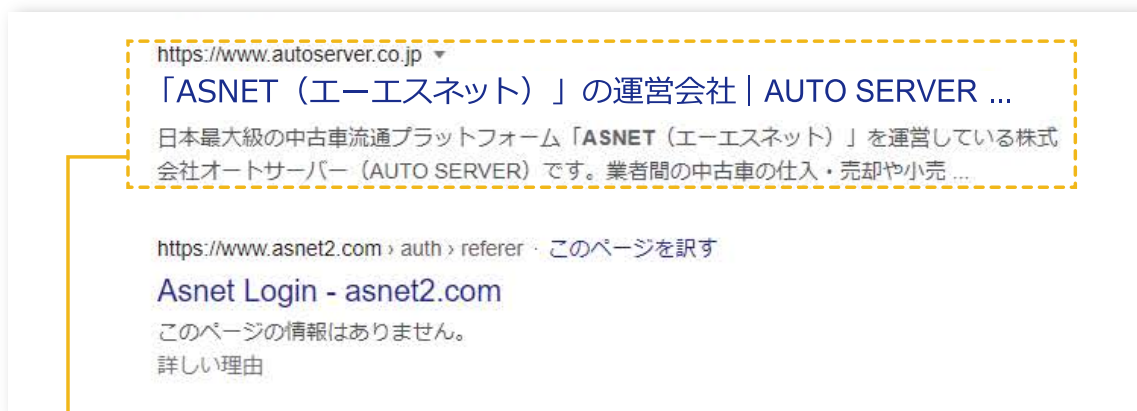 https://www.autoserver.co.jp
「ASNET（エーエスネット）」の運営会社 | AUTO SERVER ...
日本最大級の中古車流通プラットフォーム「ASNET（エーエスネット）」を運営している株式
会社オートサーバー（AUTO SERVER）です。業者間の中古車の仕入・売却や小売 ...
https://www.asnet2.com › auth › referer · このページを訳す
Asnet Login - asnet2.com
このページの情報はありません。
詳しい理由